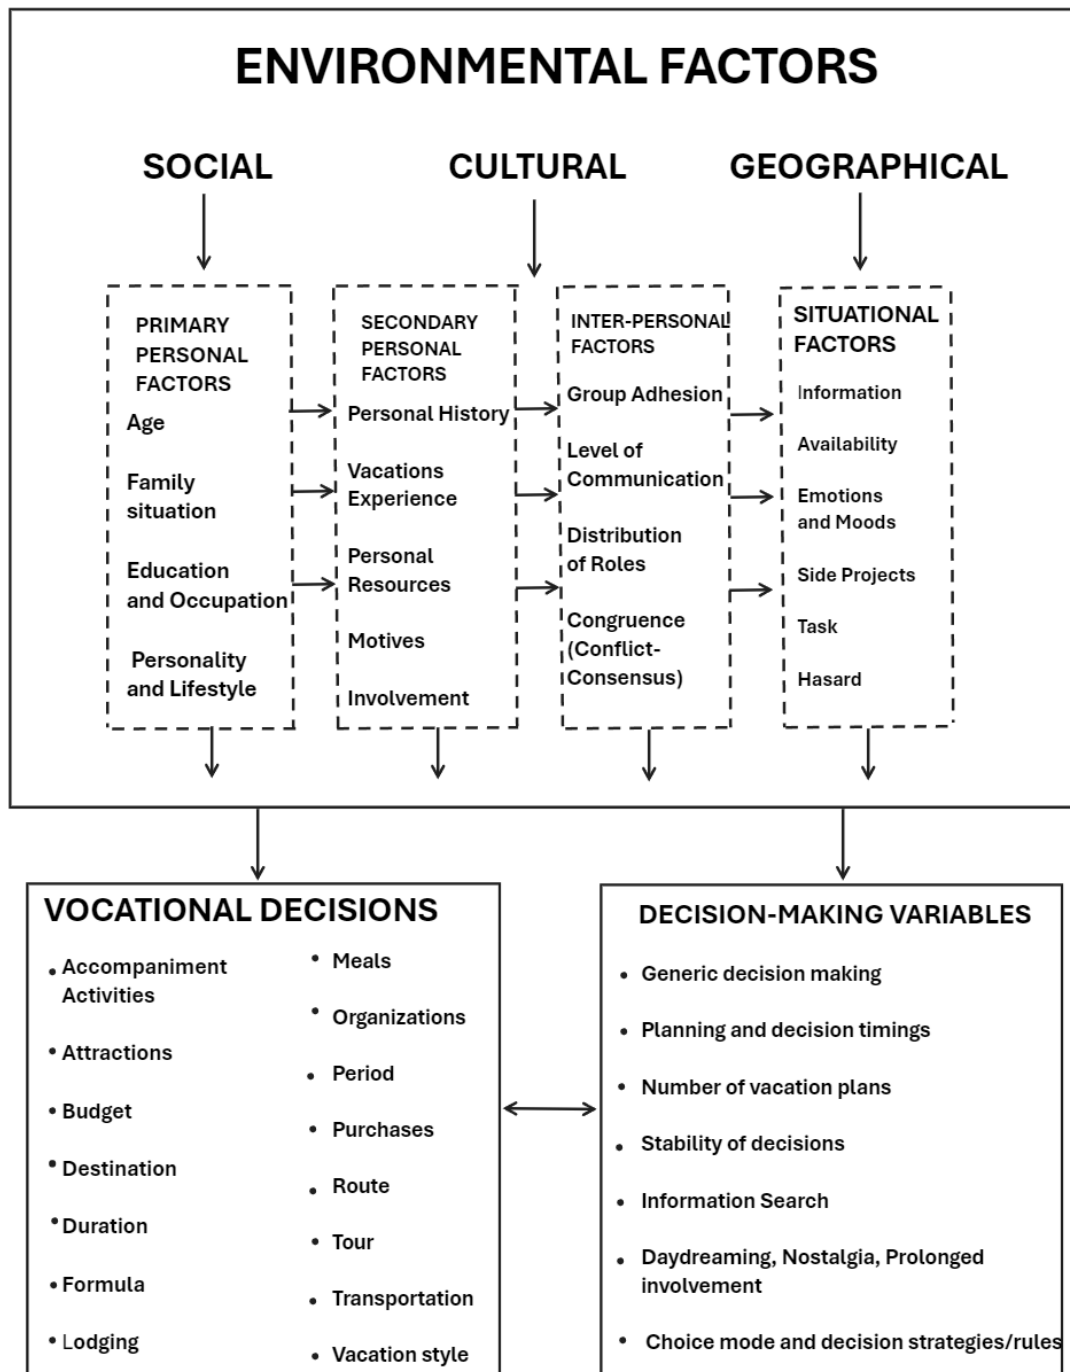 ENVIRONMENTAL FACTORS
SOCIAL
CULTURAL
GEOGRAPHICAL
PRIMARY
PERSONAL
FACTORS
Age
Family
situation
Education
and Occupation
Personality
and Lifestyle
SECONDARY
PERSONAL
FACTORS
Personal History
Vacations
Experience
Personal
Resources
Motives
Involvement
INTER-PERSONAL
FACTORS
Group Adhesion
Level of
Communication
Distribution
of Roles
Congruence
(Conflict-
Consensus)
SITUATIONAL
FACTORS
Information
Availability
Emotions
and Moods
Side Projects
Task
Hasard
VOCATIONAL DECISIONS
• Accompaniment
Activities
• Attractions
• Budget
• Destination
• Duration
• Formula
• Lodging
• Meals
• Organizations
• Period
• Purchases
• Route
• Tour
• Transportation
• Vacation style
DECISION-MAKING VARIABLES
• Generic decision making
• Planning and decision timings
• Number of vacation plans
• Stability of decisions
• Information Search
• Daydreaming, Nostalgia, Prolonged
involvement
• Choice mode and decision strategies/rules